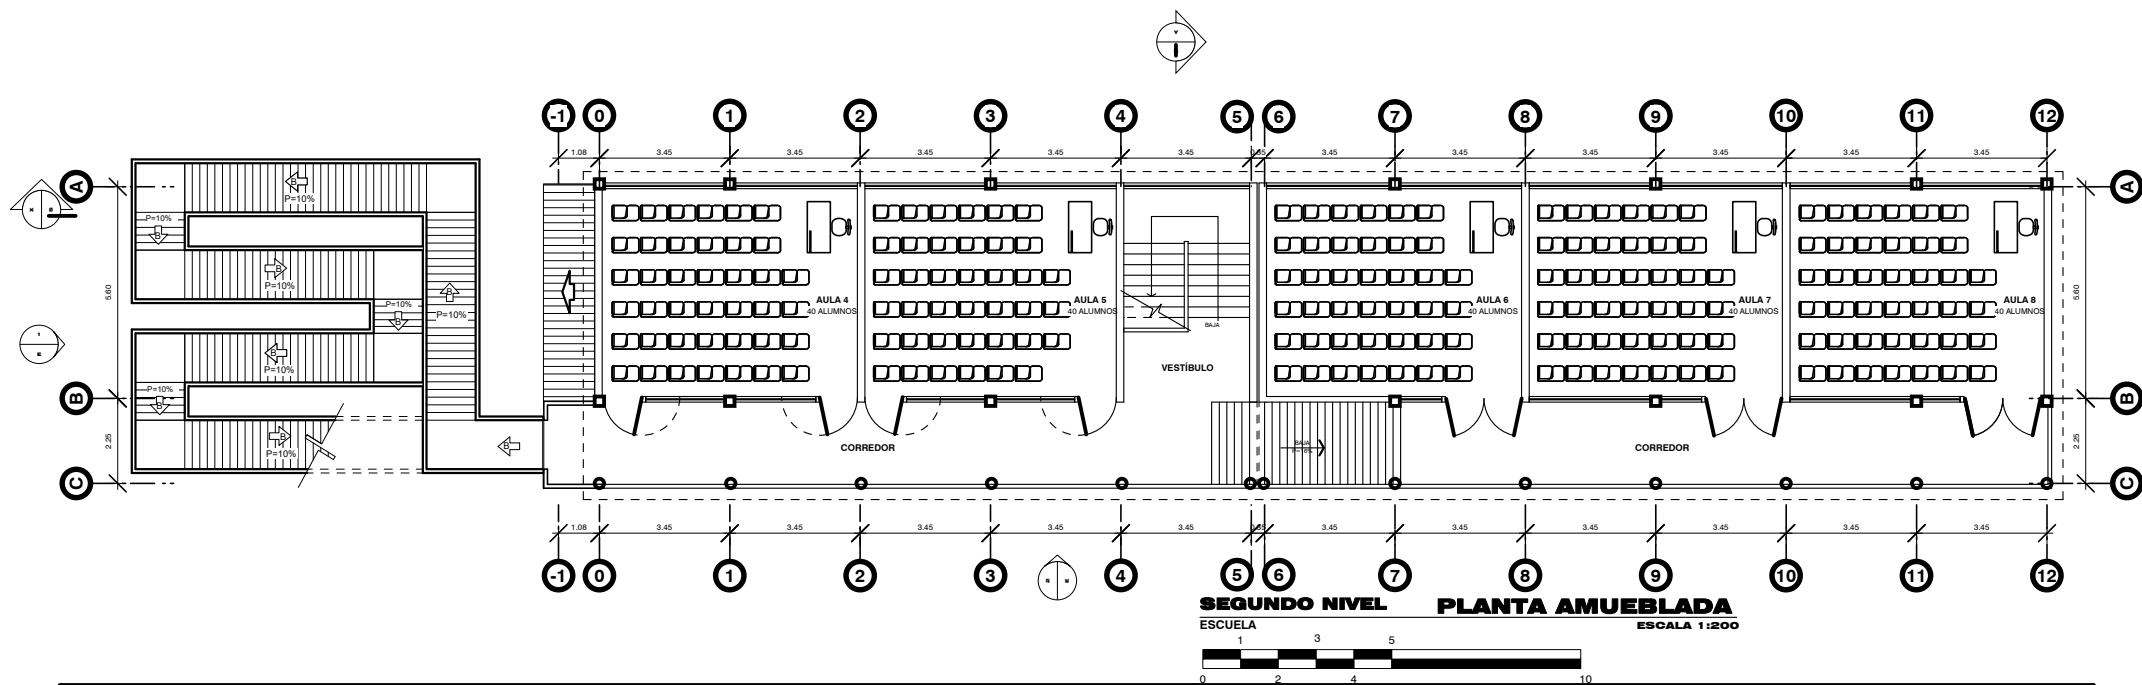 -1 0 1 2 3 4 5 6 7 8 9 10 11 12
1.08 3.45 3.45 3.45 3.45 3.45 3.45 3.45 3.45 3.45 3.45 3.45
A A
B
P=10%
P=10%
B
B
P=10%
B
P=10%
P=10%
B
5.60 5.60
AULA 4
40 ALUMNOS
AULA 5
40 ALUMNOS
BAJA
AULA 6
40 ALUMNOS
AULA 7
40 ALUMNOS
AULA 8
40 ALUMNOS
B
P=10%
VESTÍBULO
P=10%
B
B B
B
P=10%
B
2.25 2.25
CORREDOR
BAJA
CORREDOR
C C
1.08 3.45 3.45 3.45 3.45 3.45 3.45 3.45 3.45 3.45 3.45 3.45
-1 0 1 2 3 4 5 6 7 8 9 10 11 12
SEGUNDO NIVEL PLANTA AMUEBLADA
ESCUELA ESCALA 1:200
1 3 5
0 2 4 10